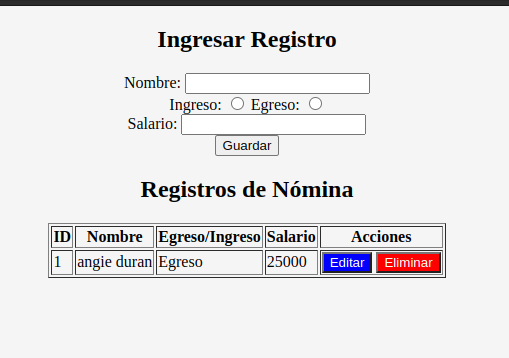 Ingresar Registro
Nombre:
Ingreso: Egreso:
Salario:
Guardar
Registros de Nómina
ID Nombre Egreso/Ingreso Salario Acciones
1 angie duran Egreso 25000 Editar Eliminar